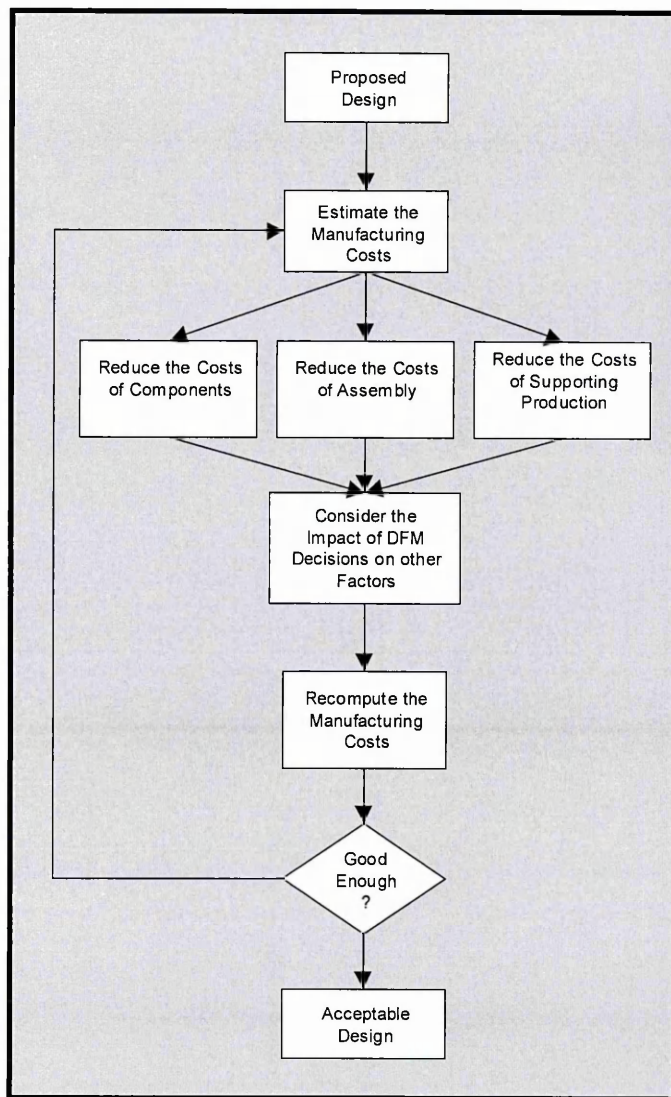 Proposed
Design
Estimate the
Manufacturing
Costs
Reduce the Costs
of Components
Reduce the Costs
of Assembly
Reduce the Costs
of Supporting
Production
Consider the
Impact of DFM
Decisions on other
Factors
Recompute the
Manufacturing
Costs
Good
Enough
?
Acceptable
Design